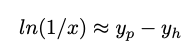 ln(1/x) ≈ y_p − y_h